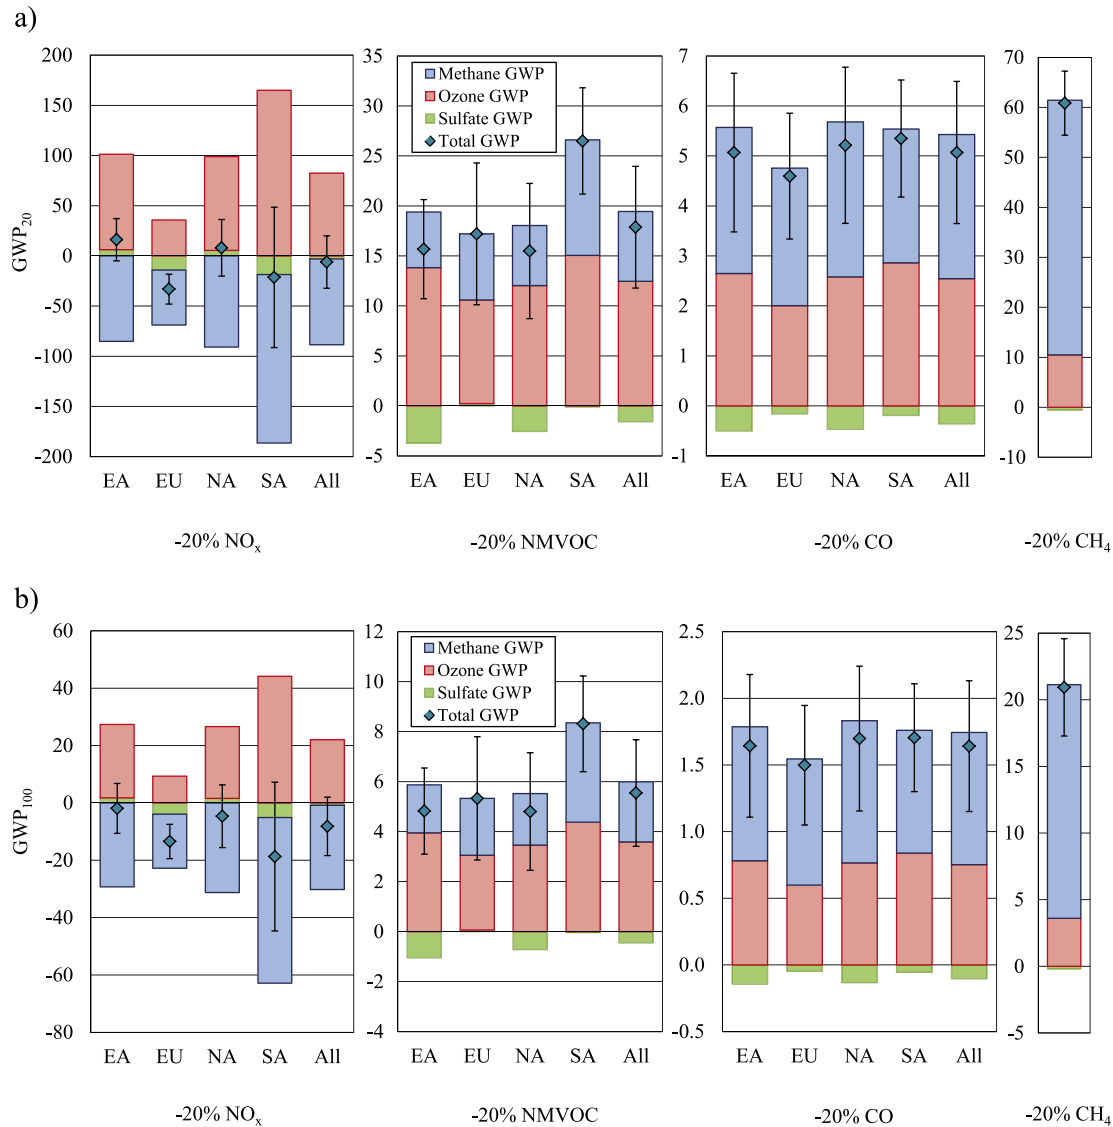 a)
GWP20
200
150
100
50
0
-50
-100
-150
-200
EA EU NA SA All
-20% NOx
35
30
25
20
15
10
5
0
-5
Methane GWP
Ozone GWP
Sulfate GWP
Total GWP
EA EU NA SA All
-20% NMVOC
7
6
5
4
3
2
1
0
-1
EA EU NA SA All
-20% CO
70
60
50
40
30
20
10
0
-10
-20% CH4
b)
GWP100
60
40
20
0
-20
-40
-60
-80
EA EU NA SA All
-20% NOx
12
10
8
6
4
2
0
-2
-4
Methane GWP
Ozone GWP
Sulfate GWP
Total GWP
EA EU NA SA All
-20% NMVOC
2.5
2.0
1.5
1.0
0.5
0.0
-0.5
EA EU NA SA All
-20% CO
25
20
15
10
5
0
-5
-20% CH4